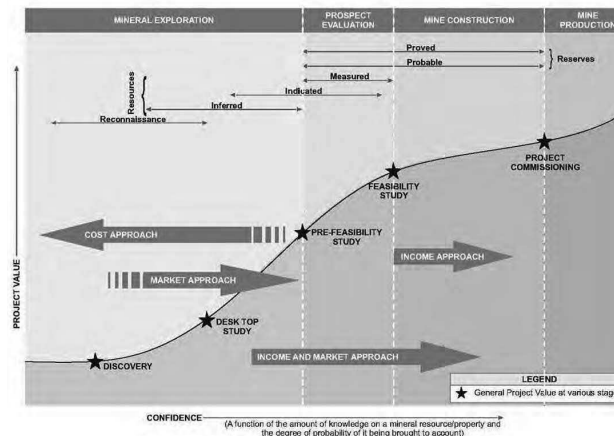 MINERAL EXPLORATION
PROSPECT
EVALUATION
MINE CONSTRUCTION
MINE
PRODUCTION
Proved
Probable
Reserves
Measured
Resources
Indicated
Inferred
Reconnaissance
PROJECT
COMMISSIONING
FEASIBILITY
STUDY
PRE-FEASIBILITY
STUDY
COST APPROACH
INCOME APPROACH
MARKET APPROACH
PROJECT VALUE
DESK TOP
STUDY
INCOME AND MARKET APPROACH
DISCOVERY
LEGEND
General Project Value at various stage
CONFIDENCE
(A function of the amount of knowledge on a mineral resource/property and
the degree of probability of it being brought to account)